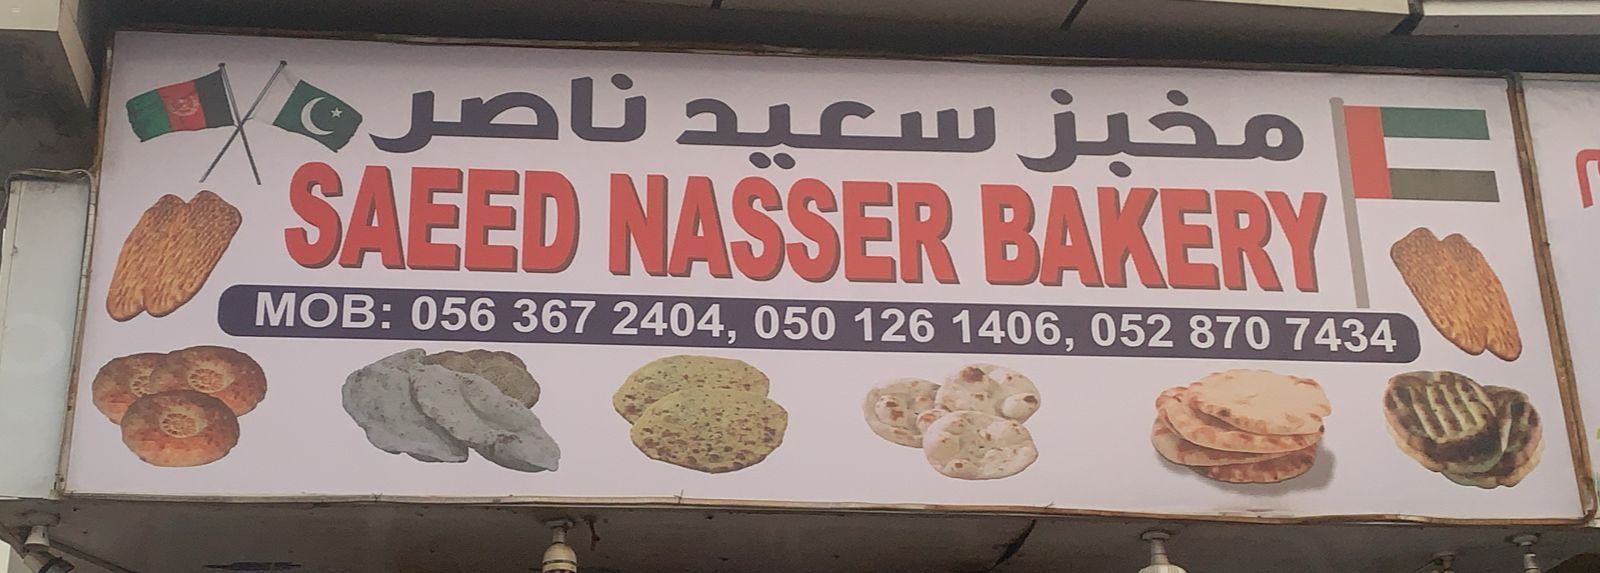 مخبز سعيد ناصر
SAEED NASSER BAKERY
MOB: 056 367 2404, 050 126 1406, 052 870 7434